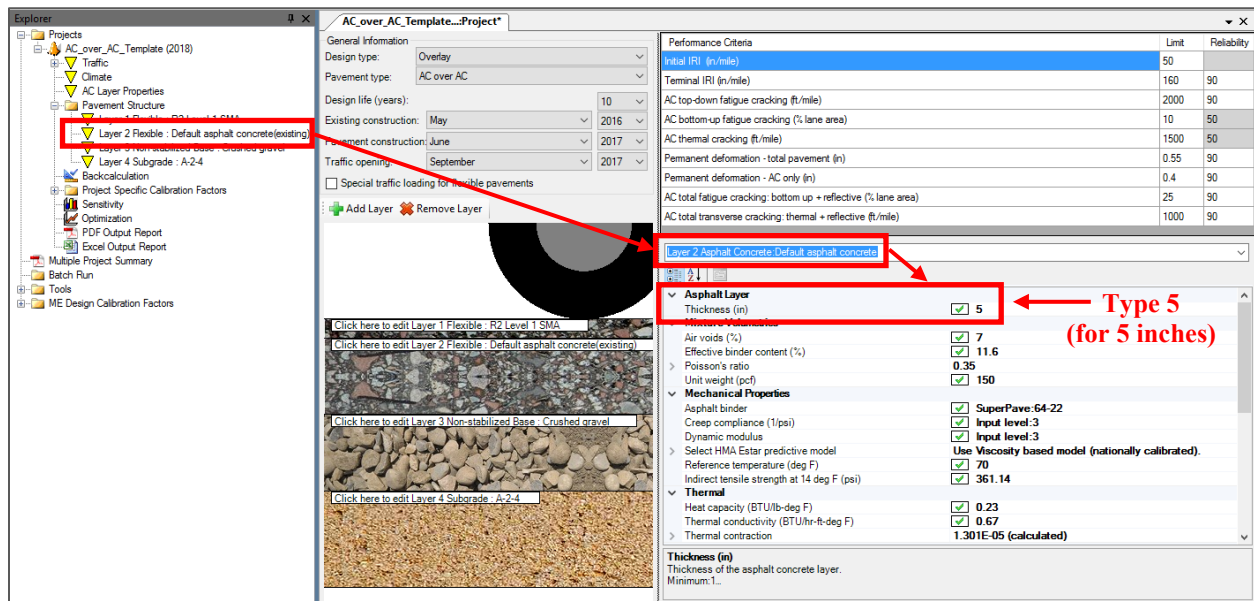 Explorer
Projects
AC_over_AC_Template (2018)
Traffic
Climate
AC Layer Properties
Pavement Structure
Layer 1 Flexible : R2 Level 1 SMA
Layer 2 Flexible : Default asphalt concrete(existing)
Layer 3 Non-stabilized Base : Crushed gravel
Layer 4 Subgrade : A-2-4
Backcalculation
Project Specific Calibration Factors
Sensitivity
Optimization
PDF Output Report
Excel Output Report
Multiple Project Summary
Batch Run
Tools
ME Design Calibration Factors
AC_over_AC_Template...:Project*
General Information
Design type: Overlay
Pavement type: AC over AC
Design life (years): 10
Existing construction: May 2016
Pavement construction: June 2017
Traffic opening: September 2017
Special traffic loading for flexible pavements
Add Layer Remove Layer
Click here to edit Layer 1 Flexible : R2 Level 1 SMA
Click here to edit Layer 2 Flexible : Default asphalt concrete(existing)
Click here to edit Layer 3 Non-stabilized Base : Crushed gravel
Click here to edit Layer 4 Subgrade : A-2-4
Performance Criteria Limit Reliability
Initial IRI (in/mile) 50
Terminal IRI (in/mile) 160 90
AC top-down fatigue cracking (ft/mile) 2000 90
AC bottom-up fatigue cracking (% lane area) 10 50
AC thermal cracking (ft/mile) 1500 50
Permanent deformation - total pavement (in) 0.55 90
Permanent deformation - AC only (in) 0.4 90
AC total fatigue cracking: bottom up + reflective (% lane area) 25 90
AC total transverse cracking: thermal + reflective (ft/mile) 1000 90
Layer 2 Asphalt Concrete:Default asphalt concrete
Asphalt Layer
Thickness (in) 5
Mixture Volumetrics
Air voids (%) 7
Effective binder content (%) 11.6
Poisson's ratio 0.35
Unit weight (pcf) 150
Mechanical Properties
Asphalt binder SuperPave:64-22
Creep compliance (1/psi) Input level:3
Dynamic modulus Input level:3
Select HMA Estar predictive model Use Viscosity based model (nationally calibrated).
Reference temperature (deg F) 70
Indirect tensile strength at 14 deg F (psi) 361.14
Thermal
Heat capacity (BTU/lb-deg F) 0.23
Thermal conductivity (BTU/hr-ft-deg F) 0.67
Thermal contraction 1.301E-05 (calculated)
Thickness (in)
Thickness of the asphalt concrete layer.
Minimum:1...
Type 5
(for 5 inches)